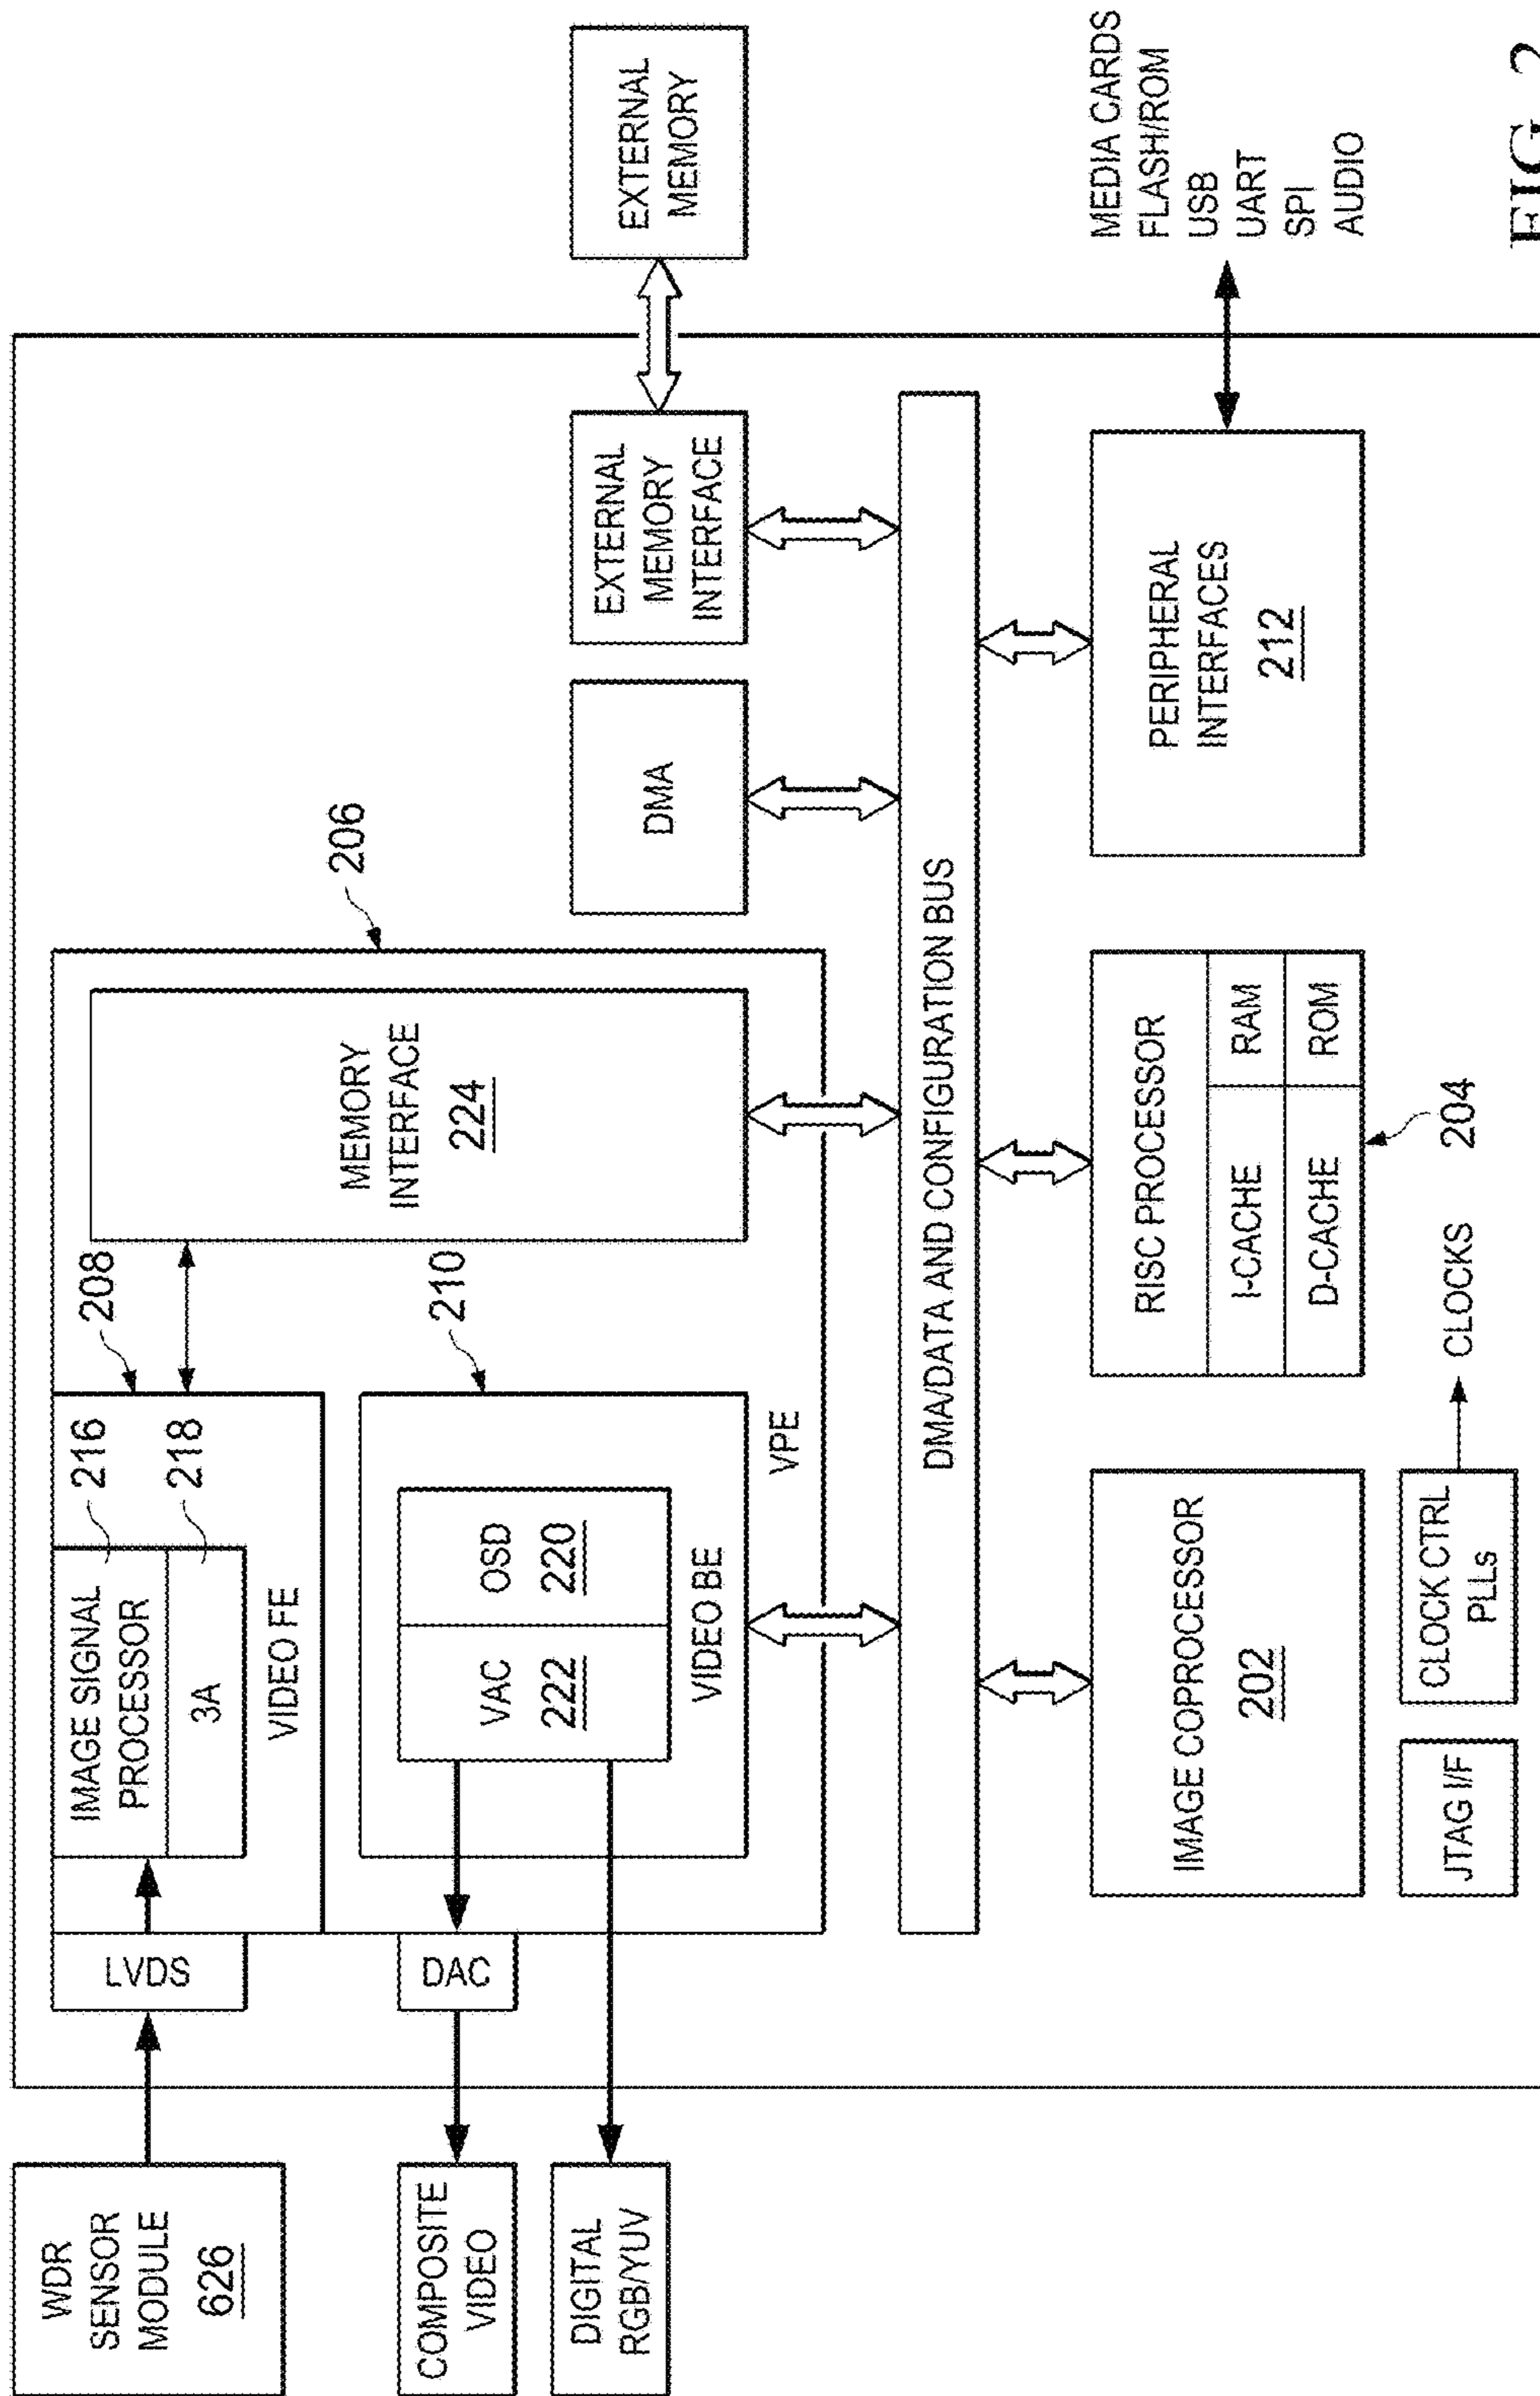 WDR
SENSOR
MODULE
626
COMPOSITE
VIDEO
DIGITAL
RGB/YUV
LVDS
DAC
IMAGE SIGNAL
PROCESSOR
3A
216
218
VIDEO FE
208
VAC
222
OSD
220
VIDEO BE
210
VPE
MEMORY
INTERFACE
224
206
DMA
EXTERNAL
MEMORY
INTERFACE
EXTERNAL
MEMORY
DMA/DATA AND CONFIGURATION BUS
IMAGE COPROCESSOR
202
RISC PROCESSOR
I-CACHE
RAM
D-CACHE
ROM
204
PERIPHERAL
INTERFACES
212
MEDIA CARDS
FLASH/ROM
USB
UART
SPI
AUDIO
JTAG I/F
CLOCK CTRL
PLLs
CLOCKS
FIG. 2